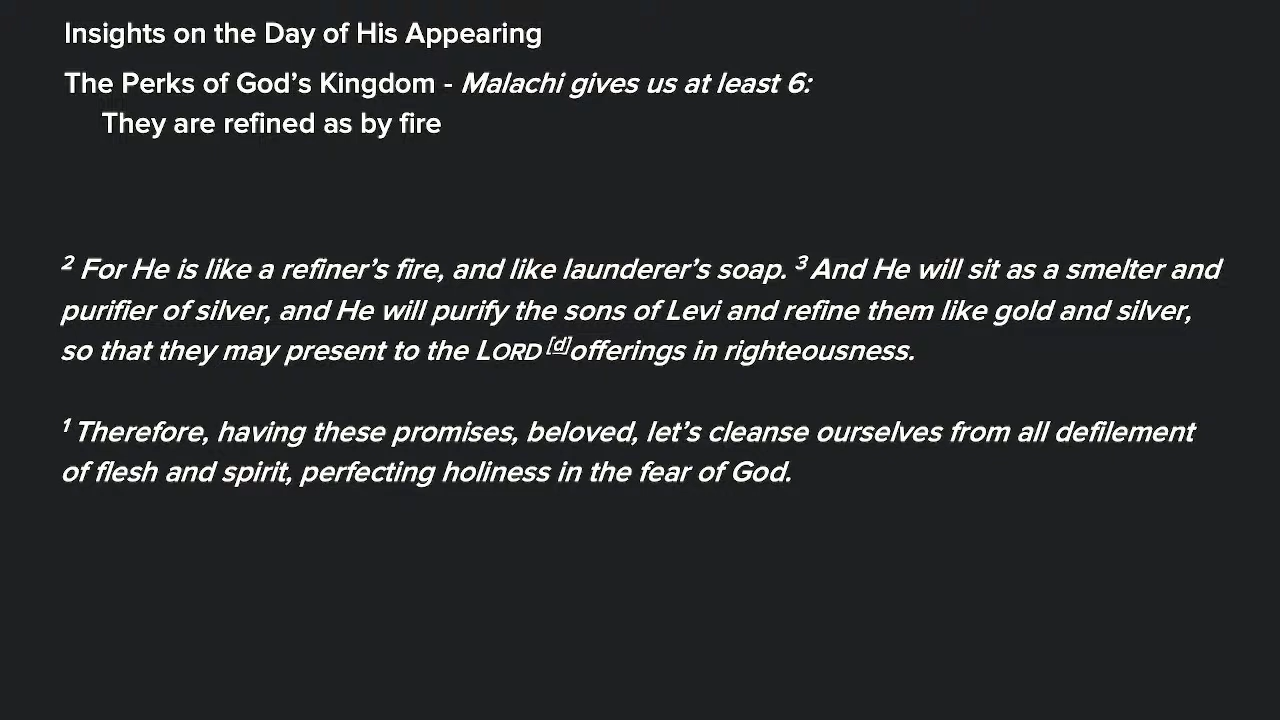 Insights on the Day of His Appearing
The Perks of God’s Kingdom - Malachi gives us at least 6:
They are refined as by fire
2 For He is like a refiner’s fire, and like launderer’s soap. 3 And He will sit as a smelter and
purifier of silver, and He will purify the sons of Levi and refine them like gold and silver,
so that they may present to the LORD [d]offerings in righteousness.
1 Therefore, having these promises, beloved, let’s cleanse ourselves from all defilement
of flesh and spirit, perfecting holiness in the fear of God.